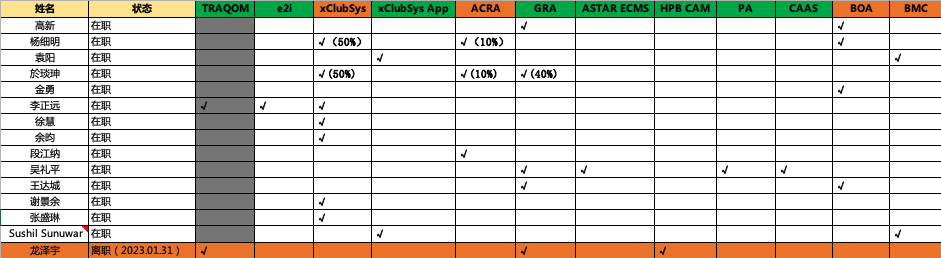 姓名 状态 TRAQOM e2i xClubSys xClubSys App ACRA GRA ASTAR ECMS HPB CAM PA CAAS BOA BMC
高新 在职 √ √
杨细明 在职 √（50%） √（10%） √
袁阳 在职 √ √
於琰珅 在职 √(50%) √(10%) √(40%)
金勇 在职 √
李正远 在职 √ √ √
徐慧 在职 √
余昀 在职 √
段江纳 在职 √
吴礼平 在职 √ √ √ √
王达城 在职 √ √
谢景余 在职 √
张盛琳 在职 √
Sushil Sunuwar 在职 √ √
龙泽宇 离职（2023.01.31） √ √ √